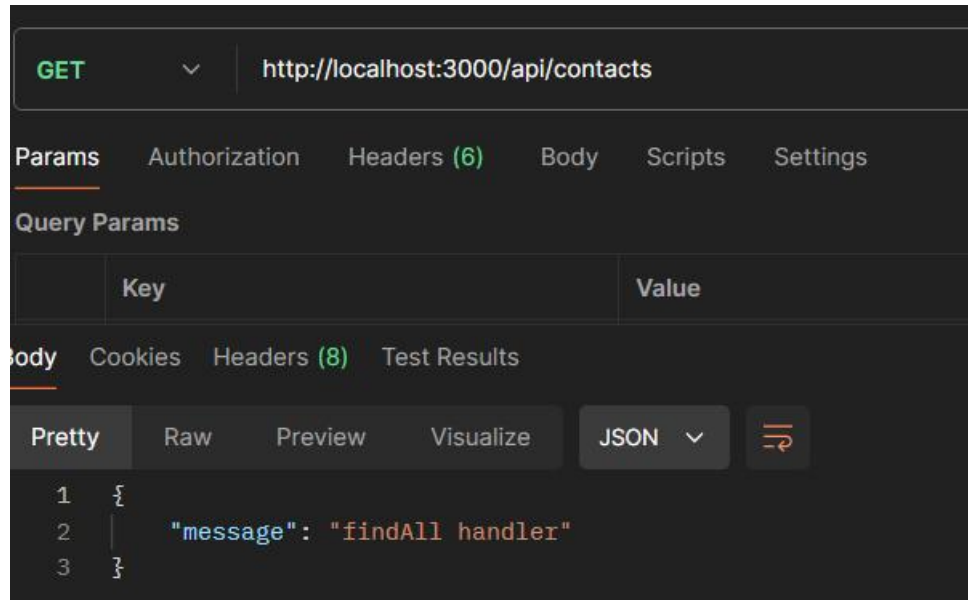 GET http://localhost:3000/api/contacts
Params Authorization Headers (6) Body Scripts Settings
Query Params
Key Value
Body Cookies Headers (8) Test Results
Pretty Raw Preview Visualize JSON
1 {
2 "message": "findAll handler"
3 }